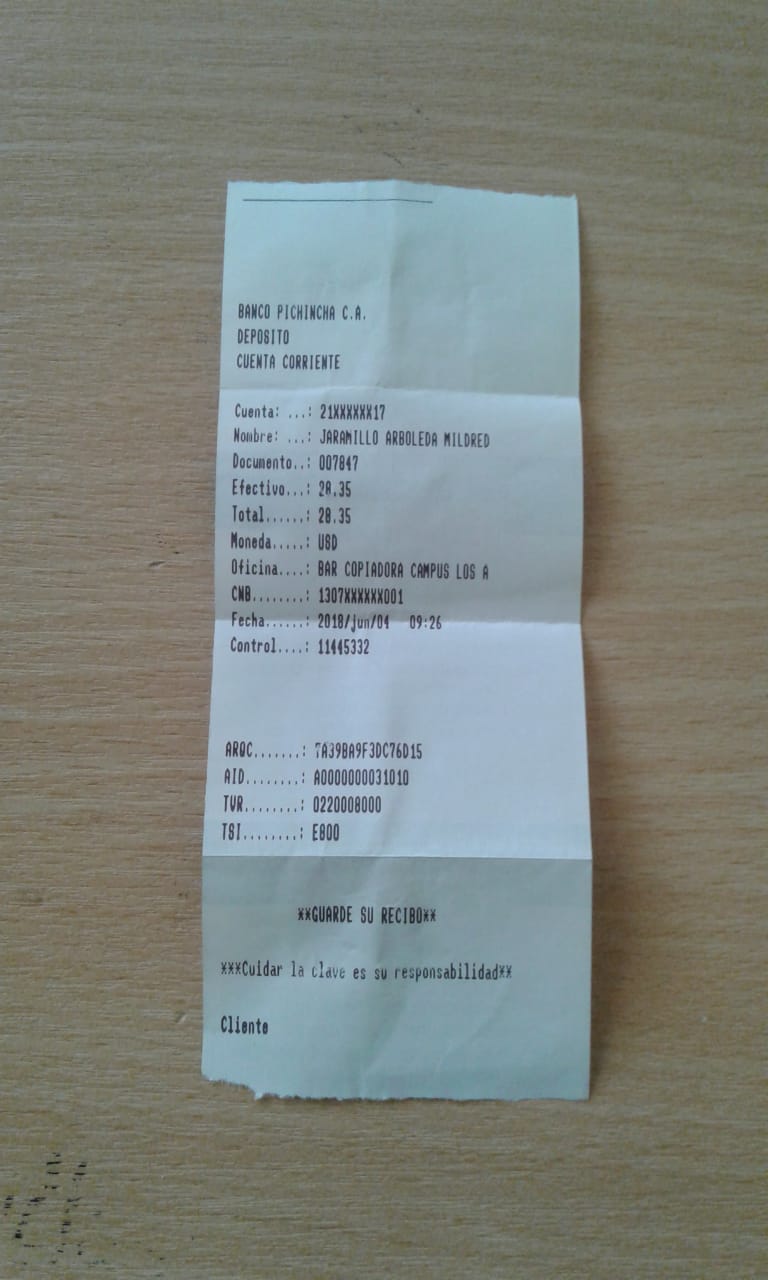 BANCO PICHINCHA C.A.
DEPOSITO
CUENTA CORRIENTE
Cuenta: ...: 21XXXXXX17
Nombre: ...: JARAMILLO ARBOLEDA MILDRED
Documento..: 007847
Efectivo...: 28.35
Total......: 28.35
Moneda.....: USD
Oficina....: BAR COPIADORA CAMPUS LOS A
CNB........: 1307XXXXXX001
Fecha......: 2018/jun/04 09:26
Control....: 11445332
ARQC.......: 7A39BA9F3DC76D15
AID........: A0000000031010
TVR........: 0220008000
TSI........: E800
**GUARDE SU RECIBO**
***Cuidar la clave es su responsabilidad**
Cliente